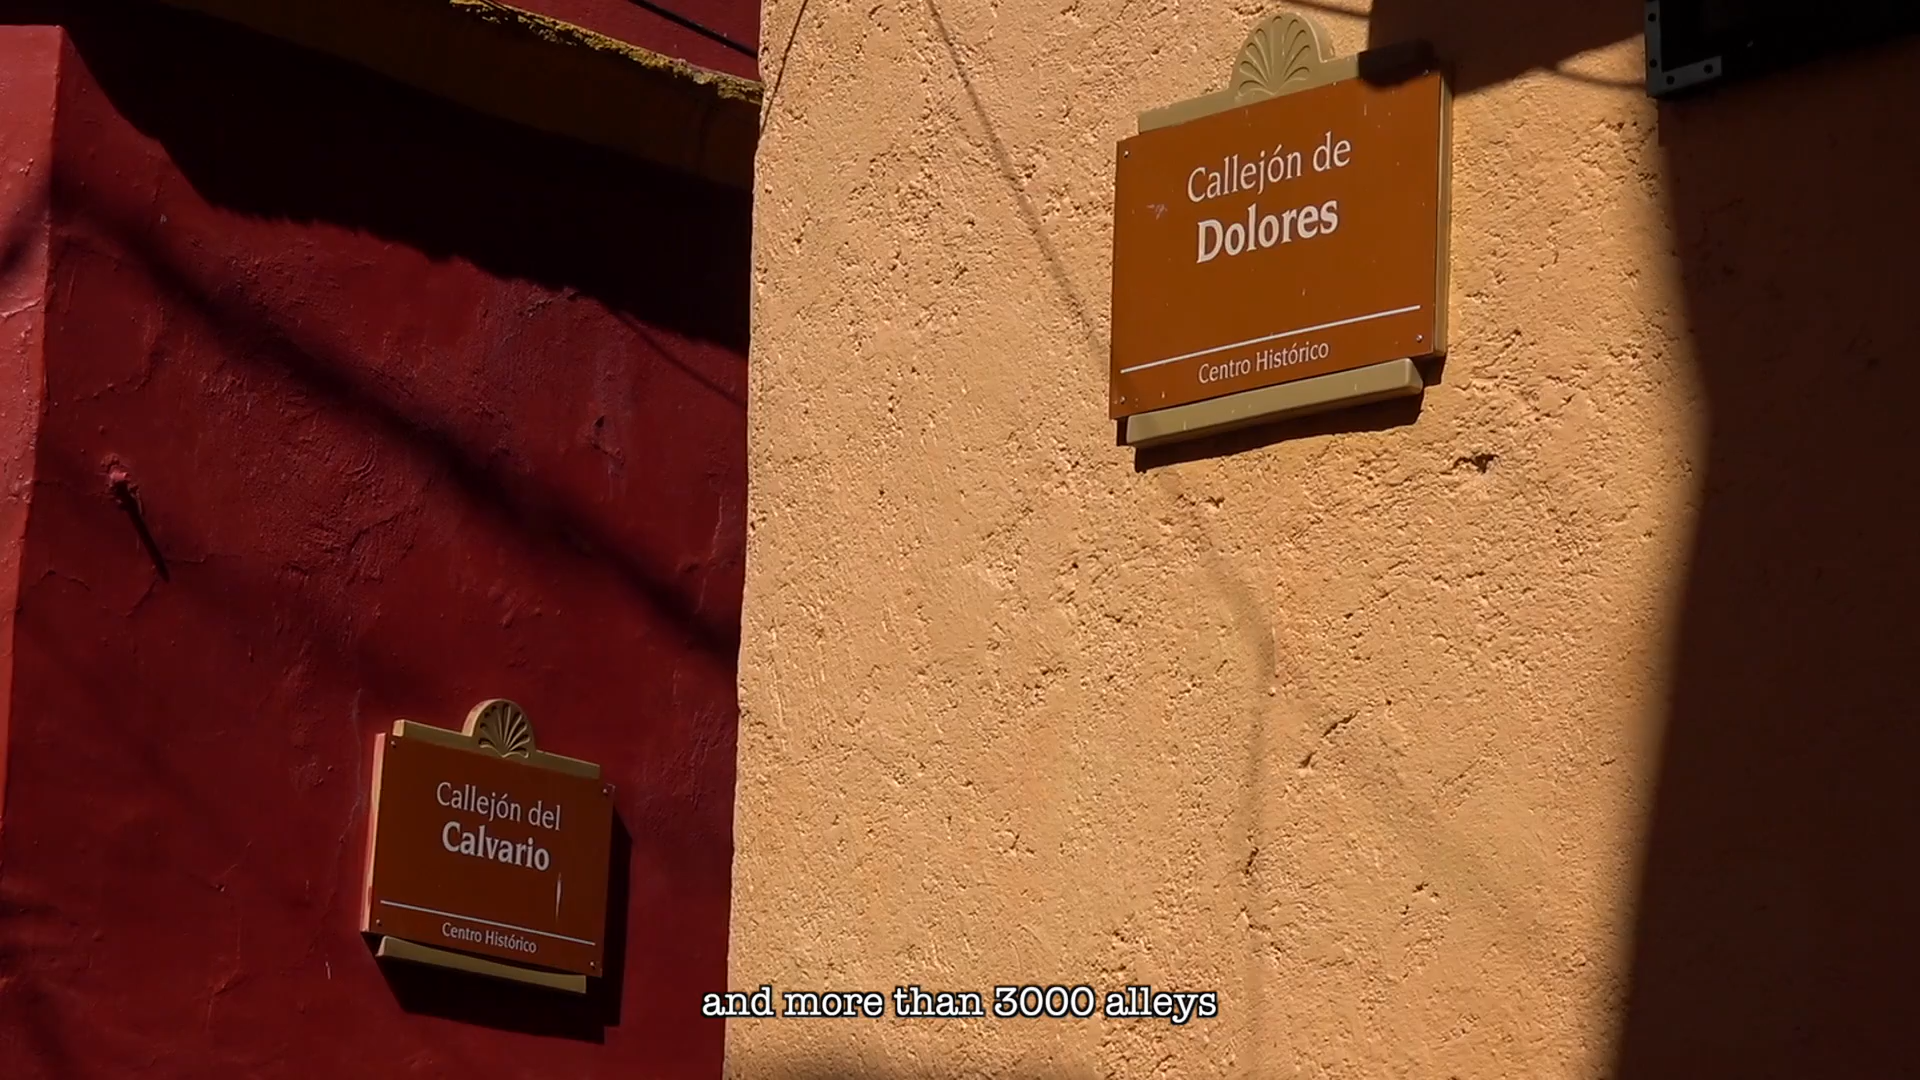 Callejón de
Dolores
Centro Histórico
Callejón del
Calvario
Centro Histórico
and more than 3000 alleys